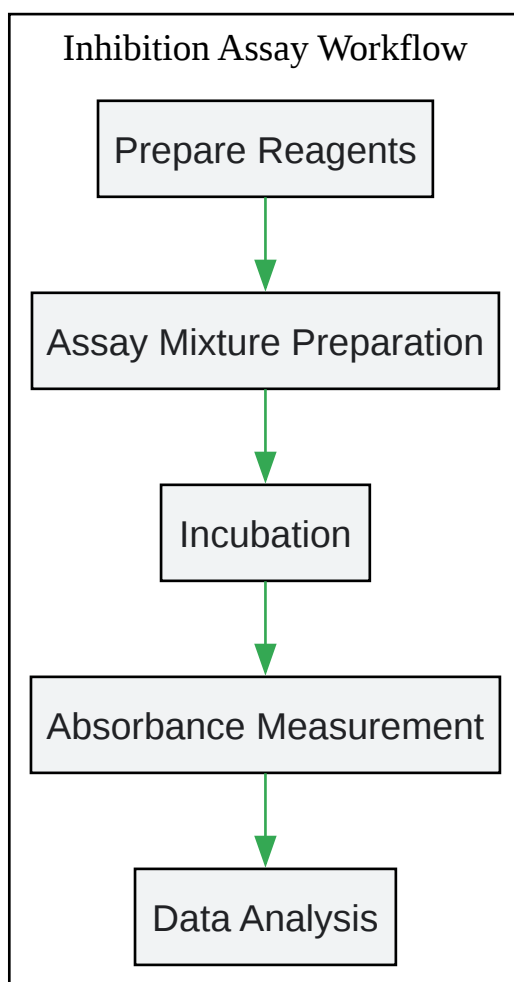 Inhibition Assay Workflow
Prepare Reagents
Assay Mixture Preparation
Incubation
Absorbance Measurement
Data Analysis